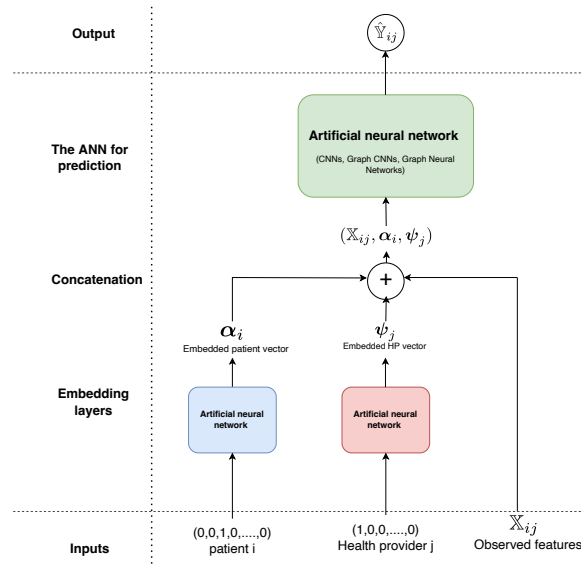 Output
Ŷ_ij
The ANN for
prediction
Artificial neural network
(CNNs, Graph CNNs, Graph Neural
Networks)
(𝕏_ij, α_i, ψ_j)
Concatenation
+
α_i
Embedded patient vector
ψ_j
Embedded HP vector
Embedding
layers
Artificial neural
network
Artificial neural
network
Inputs
(0,0,1,0,....,0)
patient i
(1,0,0,....,0)
Health provider j
𝕏_ij
Observed features